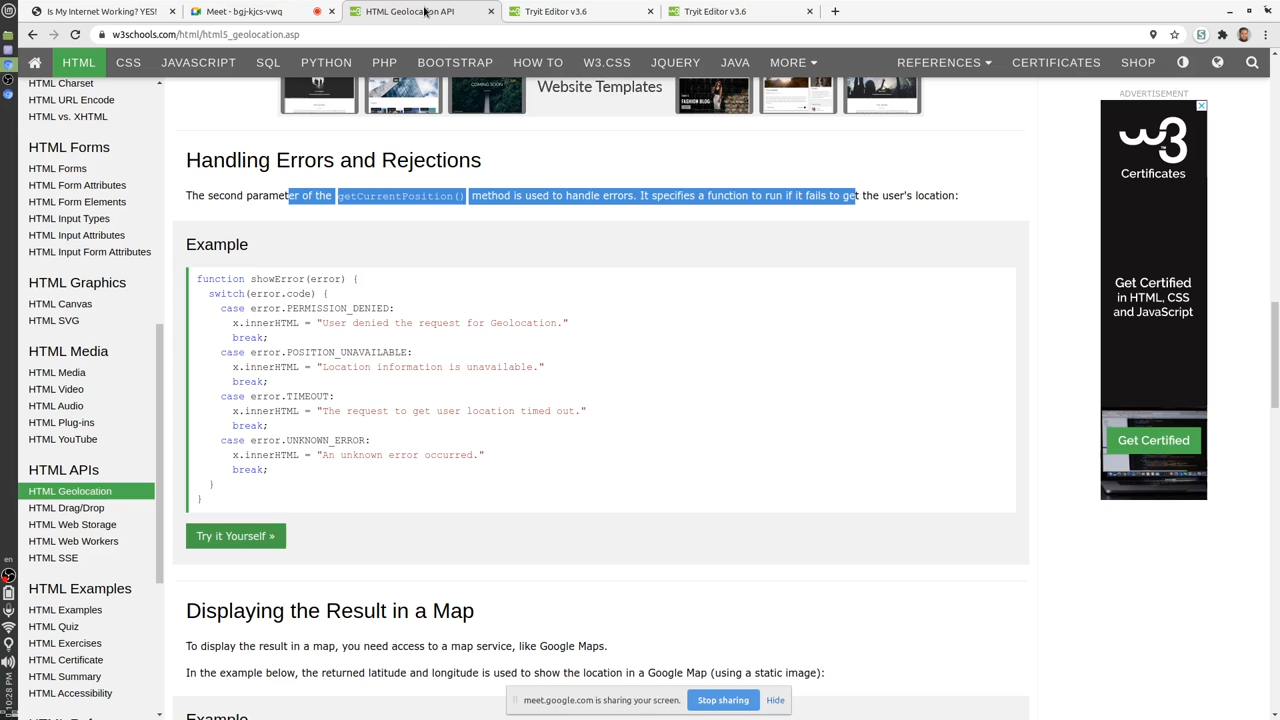 Is My Internet Working? YES!
Meet - bgj-kjcs-vwq
HTML Geolocation API
Tryit Editor v3.6
Tryit Editor v3.6
w3schools.com/html/html5_geolocation.asp
HTML CSS JAVASCRIPT SQL PYTHON PHP BOOTSTRAP HOW TO W3.CSS JQUERY JAVA MORE REFERENCES CERTIFICATES SHOP
HTML Charset
HTML URL Encode
HTML vs. XHTML
HTML Forms
HTML Forms
HTML Form Attributes
HTML Form Elements
HTML Input Types
HTML Input Attributes
HTML Input Form Attributes
HTML Graphics
HTML Canvas
HTML SVG
HTML Media
HTML Media
HTML Video
HTML Audio
HTML Plug-ins
HTML YouTube
HTML APIs
HTML Geolocation
HTML Drag/Drop
HTML Web Storage
HTML Web Workers
HTML SSE
HTML Examples
HTML Examples
HTML Quiz
HTML Exercises
HTML Certificate
HTML Summary
HTML Accessibility
COMING SOON
Website Templates
FASHION BLOG
Handling Errors and Rejections
The second parameter of the getCurrentPosition() method is used to handle errors. It specifies a function to run if it fails to get the user's location:
Example
function showError(error) {
switch(error.code) {
case error.PERMISSION_DENIED:
x.innerHTML = "User denied the request for Geolocation."
break;
case error.POSITION_UNAVAILABLE:
x.innerHTML = "Location information is unavailable."
break;
case error.TIMEOUT:
x.innerHTML = "The request to get user location timed out."
break;
case error.UNKNOWN_ERROR:
x.innerHTML = "An unknown error occurred."
break;
}
}
Try it Yourself »
Displaying the Result in a Map
To display the result in a map, you need access to a map service, like Google Maps.
In the example below, the returned latitude and longitude is used to show the location in a Google Map (using a static image):
Example
ADVERTISEMENT
w3
Certificates
Get Certified
in HTML, CSS
and JavaScript
Get Certified
meet.google.com is sharing your screen.
Stop sharing
Hide
en
10:28 PM